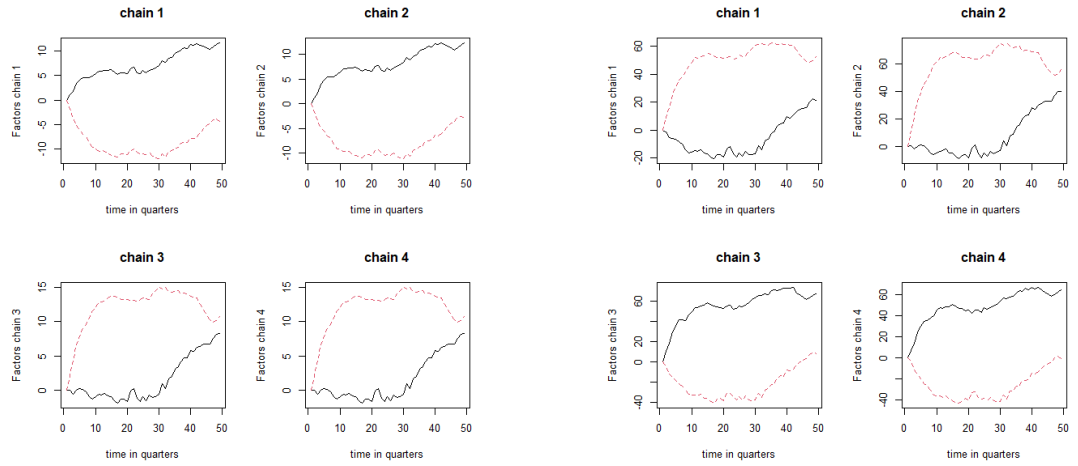 chain 1
Factors chain 1
10
5
0
-5
-10
0 10 20 30 40 50
time in quarters
chain 2
Factors chain 2
10
5
0
-5
-10
0 10 20 30 40 50
time in quarters
chain 1
Factors chain 1
60
40
20
0
-20
0 10 20 30 40 50
time in quarters
chain 2
Factors chain 2
60
40
20
0
0 10 20 30 40 50
time in quarters
chain 3
Factors chain 3
15
10
5
0
0 10 20 30 40 50
time in quarters
chain 4
Factors chain 4
15
10
5
0
0 10 20 30 40 50
time in quarters
chain 3
Factors chain 3
60
20
0
-40
0 10 20 30 40 50
time in quarters
chain 4
Factors chain 4
60
40
20
0
-40
0 10 20 30 40 50
time in quarters